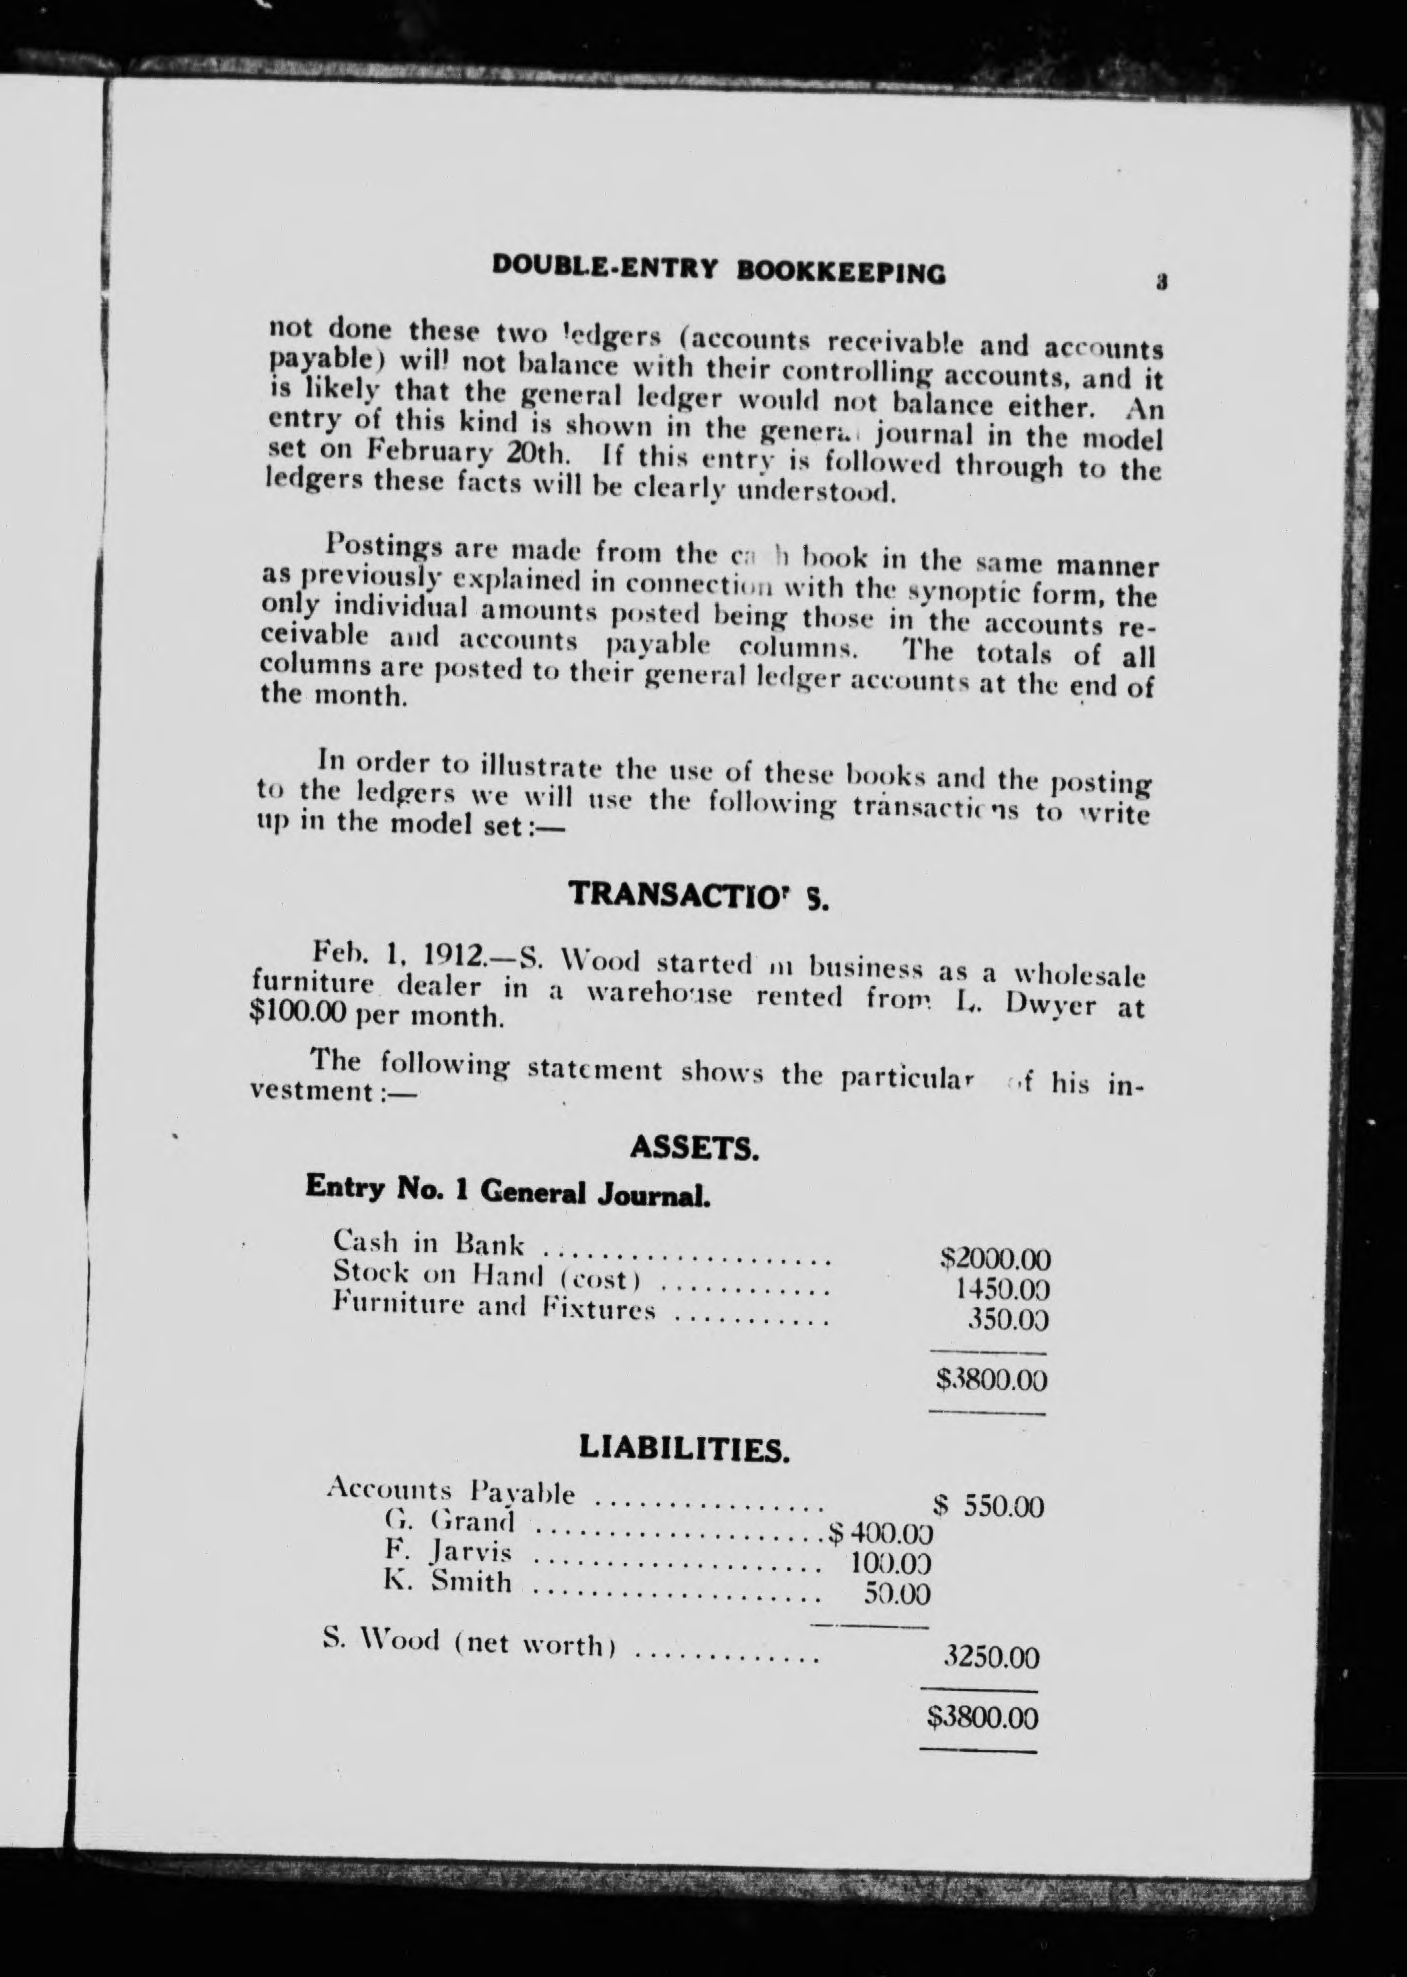 DOUBLE-ENTRY BOOKKEEPING 3
not done these two ledgers (accounts receivable and accounts
payable) will not balance with their controlling accounts, and it
is likely that the general ledger would not balance either. An
entry of this kind is shown in the general journal in the model
set on February 20th. If this entry is followed through to the
ledgers these facts will be clearly understood.
Postings are made from the cash book in the same manner
as previously explained in connection with the synoptic form, the
only individual amounts posted being those in the accounts re-
ceivable and accounts payable columns. The totals of all
columns are posted to their general ledger accounts at the end of
the month.
In order to illustrate the use of these books and the posting
to the ledgers we will use the following transactions to write
up in the model set:—
TRANSACTIONS.
Feb. 1, 1912.—S. Wood started in business as a wholesale
furniture dealer in a warehouse rented from L. Dwyer at
$100.00 per month.
The following statement shows the particular of his in-
vestment:—
ASSETS.
Entry No. 1 General Journal.
Cash in Bank .................... $2000.00
Stock on Hand (cost) ............ 1450.00
Furniture and Fixtures ........... 350.00
$3800.00
LIABILITIES.
Accounts Payable ................ $ 550.00
G. Grand ....................$400.00
F. Jarvis .................... 100.00
K. Smith .................... 50.00
S. Wood (net worth) ............. 3250.00
$3800.00